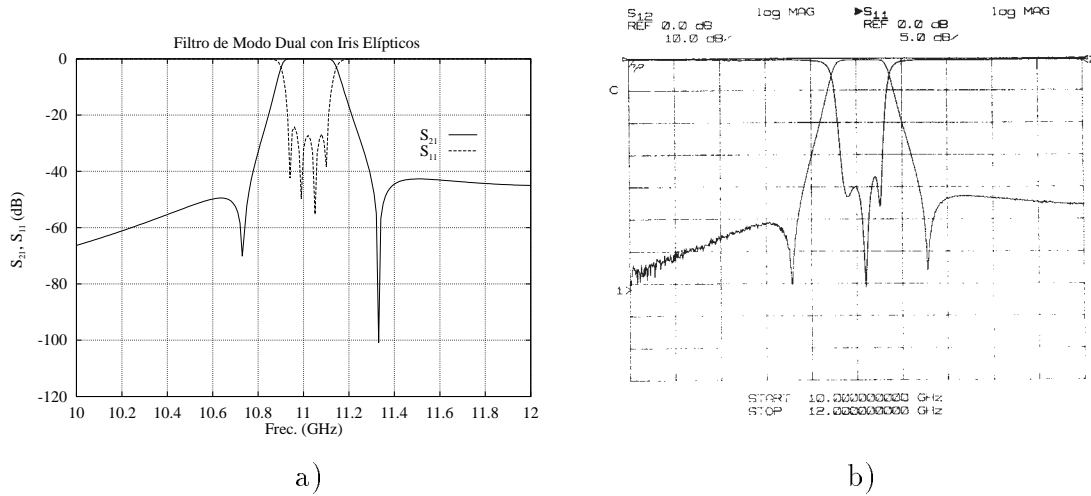 Filtro de Modo Dual con Iris Elípticos
0
-20
-40
-60
-80
-100
-120
S21, S11 (dB)
S21
S11
10 10.2 10.4 10.6 10.8 11 11.2 11.4 11.6 11.8 12
Frec. (GHz)
a)
S12 log MAG ►S11 log MAG
REF 0.0 dB REF 0.0 dB
10.0 dB/ 5.0 dB/
C
1>
START 10.000000000 GHz
STOP 12.000000000 GHz
b)